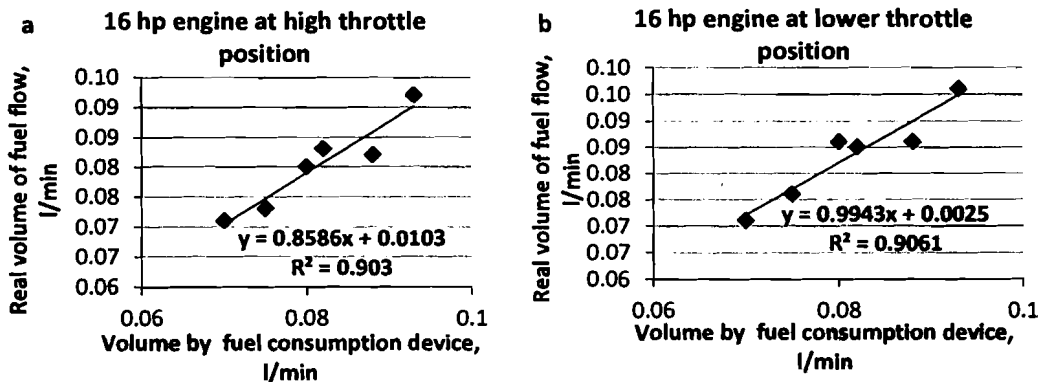 a
16 hp engine at high throttle
position
Real volume of fuel flow,
l/min
0.10
0.09
0.09
0.08
0.08
0.07
0.07
0.06
y = 0.8586x + 0.0103
R² = 0.903
0.06
0.08
0.1
Volume by fuel consumption device,
l/min
b
16 hp engine at lower throttle
position
Real volume of fuel flow,
l/min
0.10
0.10
0.09
0.09
0.08
0.08
0.07
0.07
0.06
y = 0.9943x + 0.0025
R² = 0.9061
0.06
0.08
0.1
Volume by fuel consumption device,
l/min